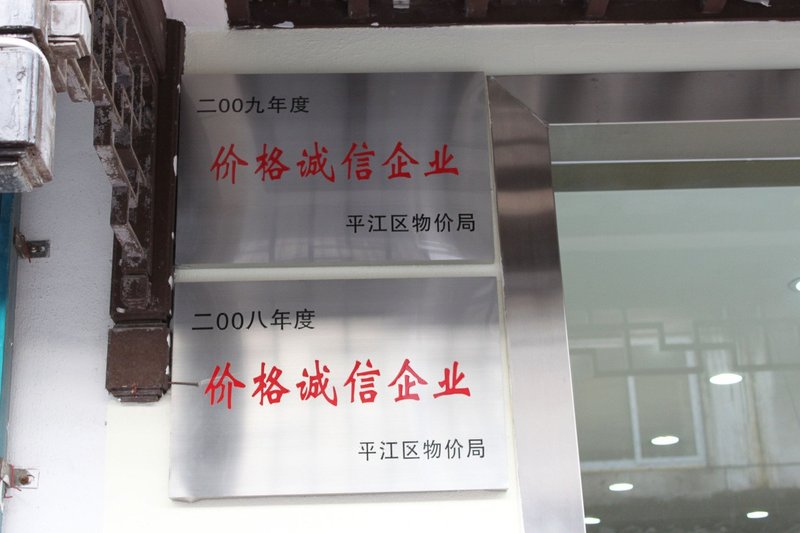 二00九年度
价格诚信企业
平江区物价局
二00八年度
价格诚信企业
平江区物价局